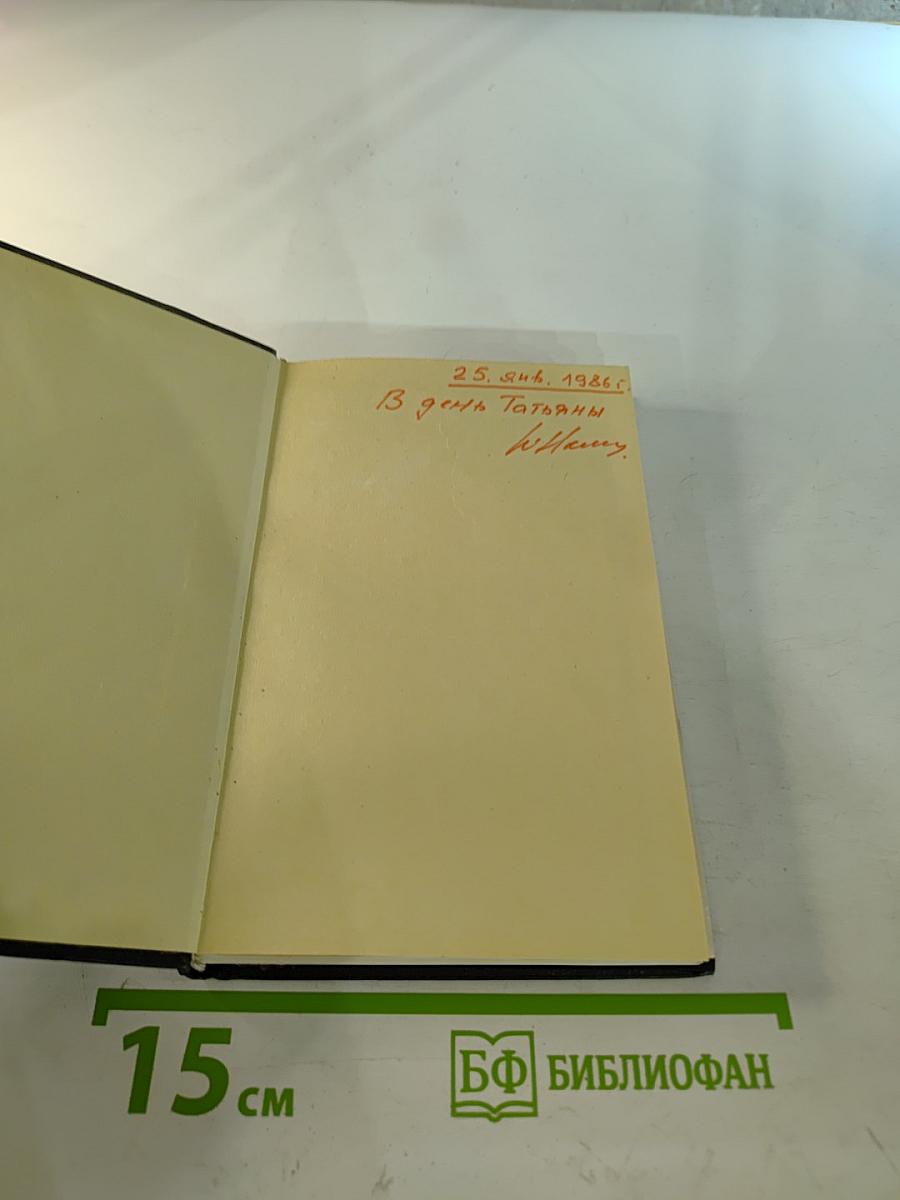 25. янв. 1986 г.
В день Татьяны
15 см
БФ БИБЛИОФАН